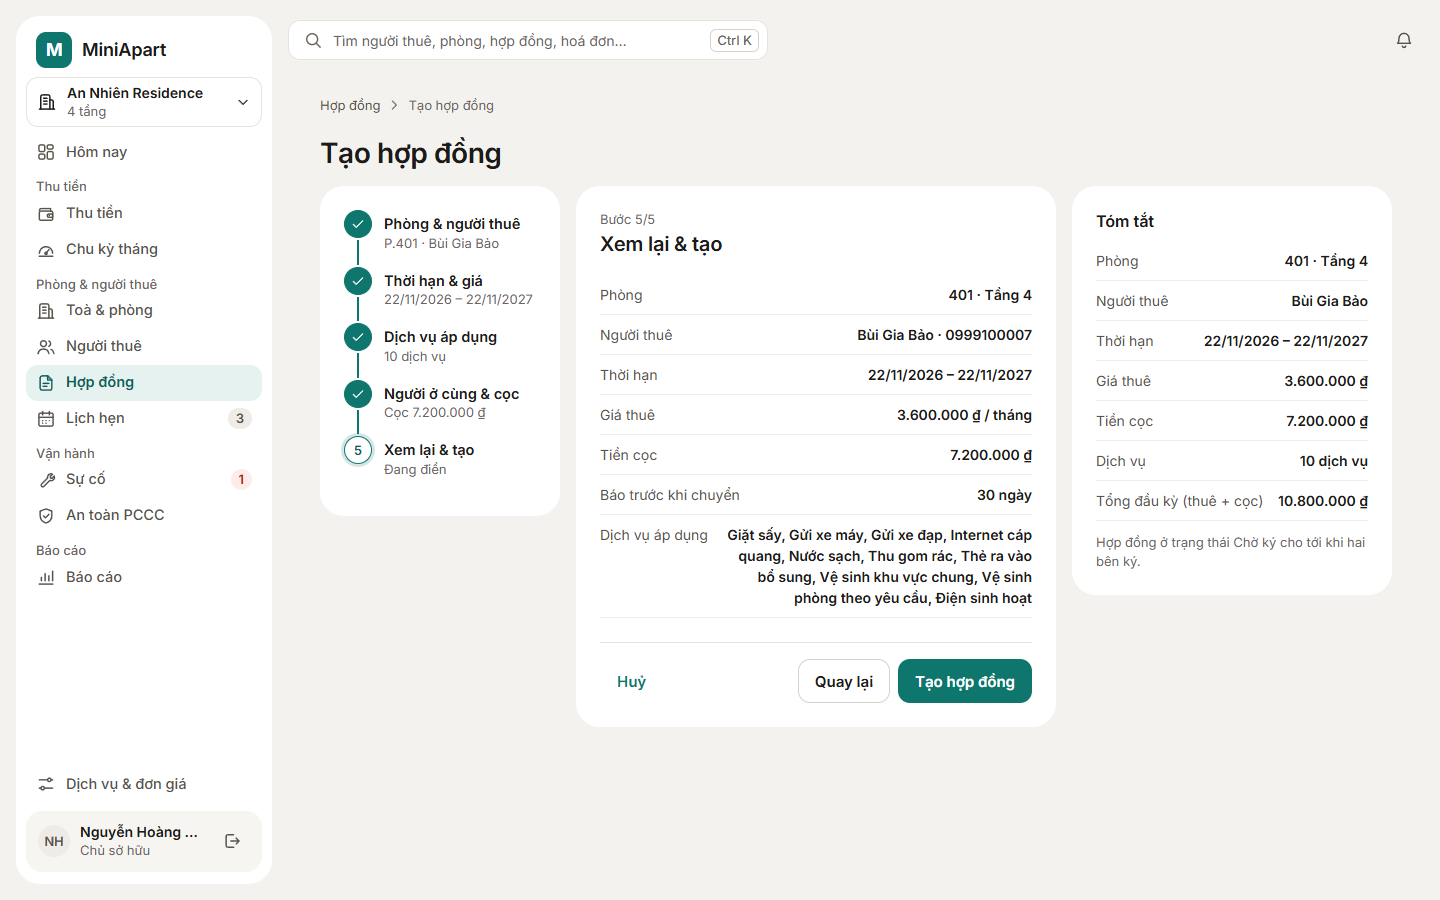 M MiniApart
An Nhiên Residence
4 tầng
Hôm nay
Thu tiền
Thu tiền
Chu kỳ tháng
Phòng & người thuê
Toà & phòng
Người thuê
Hợp đồng
Lịch hẹn 3
Vận hành
Sự cố 1
An toàn PCCC
Báo cáo
Báo cáo
Dịch vụ & đơn giá
NH
Nguyễn Hoàng ...
Chủ sở hữu
Tìm người thuê, phòng, hợp đồng, hoá đơn... Ctrl K
Hợp đồng > Tạo hợp đồng
Tạo hợp đồng
Phòng & người thuê
P.401 · Bùi Gia Bảo
Thời hạn & giá
22/11/2026 – 22/11/2027
Dịch vụ áp dụng
10 dịch vụ
Người ở cùng & cọc
Cọc 7.200.000 ₫
5 Xem lại & tạo
Đang điền
Bước 5/5
Xem lại & tạo
Phòng 401 · Tầng 4
Người thuê Bùi Gia Bảo · 0999100007
Thời hạn 22/11/2026 – 22/11/2027
Giá thuê 3.600.000 ₫ / tháng
Tiền cọc 7.200.000 ₫
Báo trước khi chuyển 30 ngày
Dịch vụ áp dụng Giặt sấy, Gửi xe máy, Gửi xe đạp, Internet cáp
quang, Nước sạch, Thu gom rác, Thẻ ra vào
bổ sung, Vệ sinh khu vực chung, Vệ sinh
phòng theo yêu cầu, Điện sinh hoạt
Huỷ Quay lại Tạo hợp đồng
Tóm tắt
Phòng 401 · Tầng 4
Người thuê Bùi Gia Bảo
Thời hạn 22/11/2026 – 22/11/2027
Giá thuê 3.600.000 ₫
Tiền cọc 7.200.000 ₫
Dịch vụ 10 dịch vụ
Tổng đầu kỳ (thuê + cọc) 10.800.000 ₫
Hợp đồng ở trạng thái Chờ ký cho tới khi hai
bên ký.